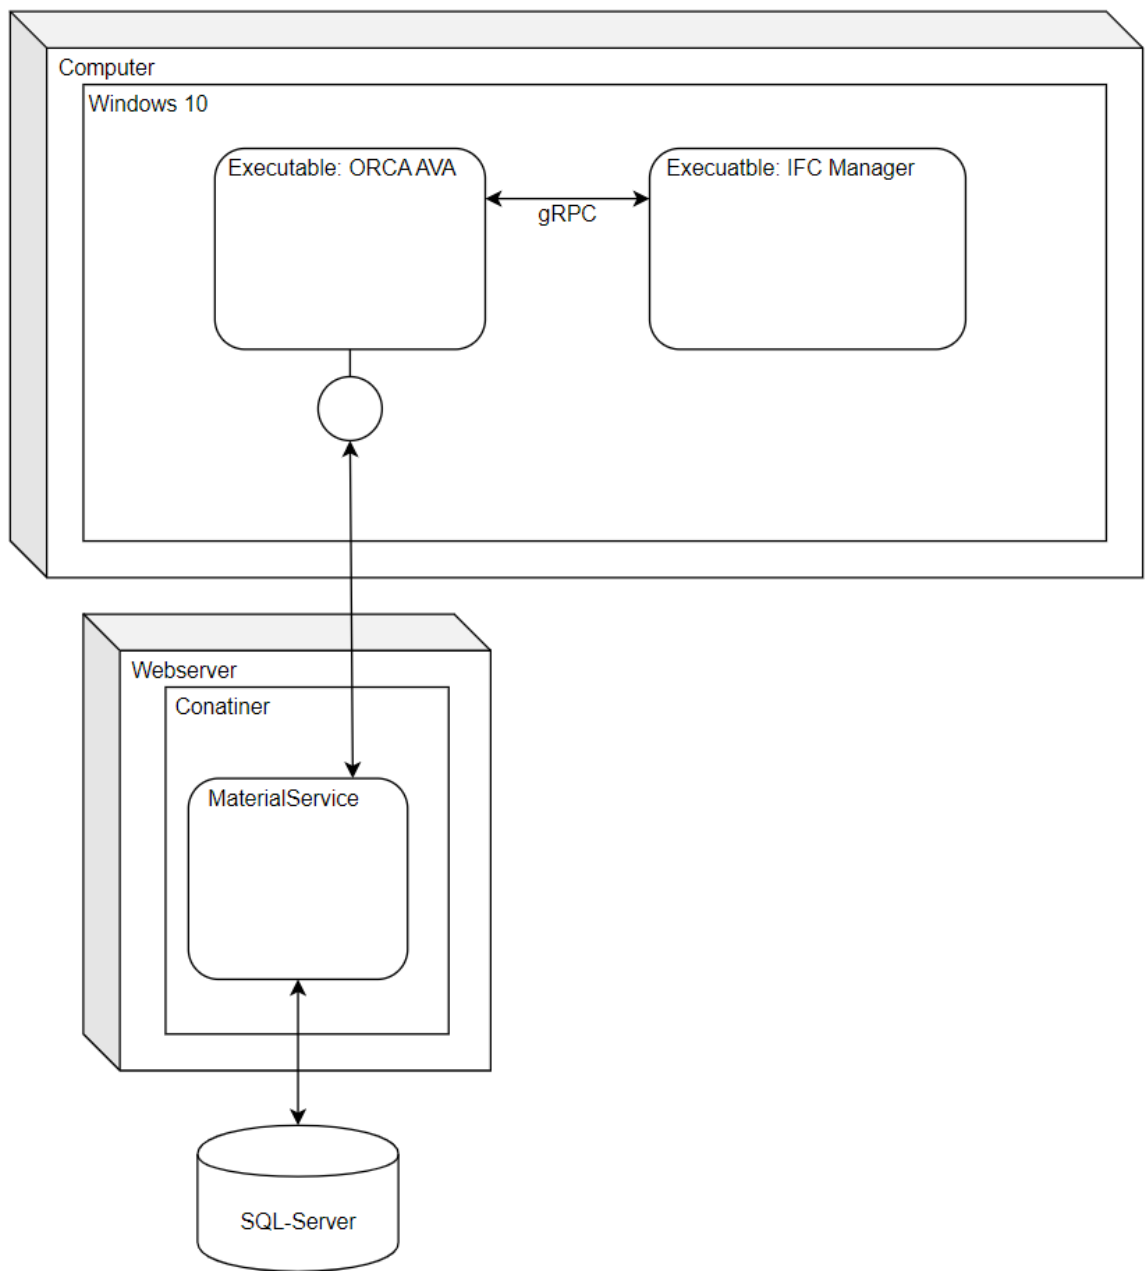 Computer
Windows 10
Executable: ORCA AVA
Execuatble: IFC Manager
gRPC
Webserver
Conatiner
MaterialService
SQL-Server